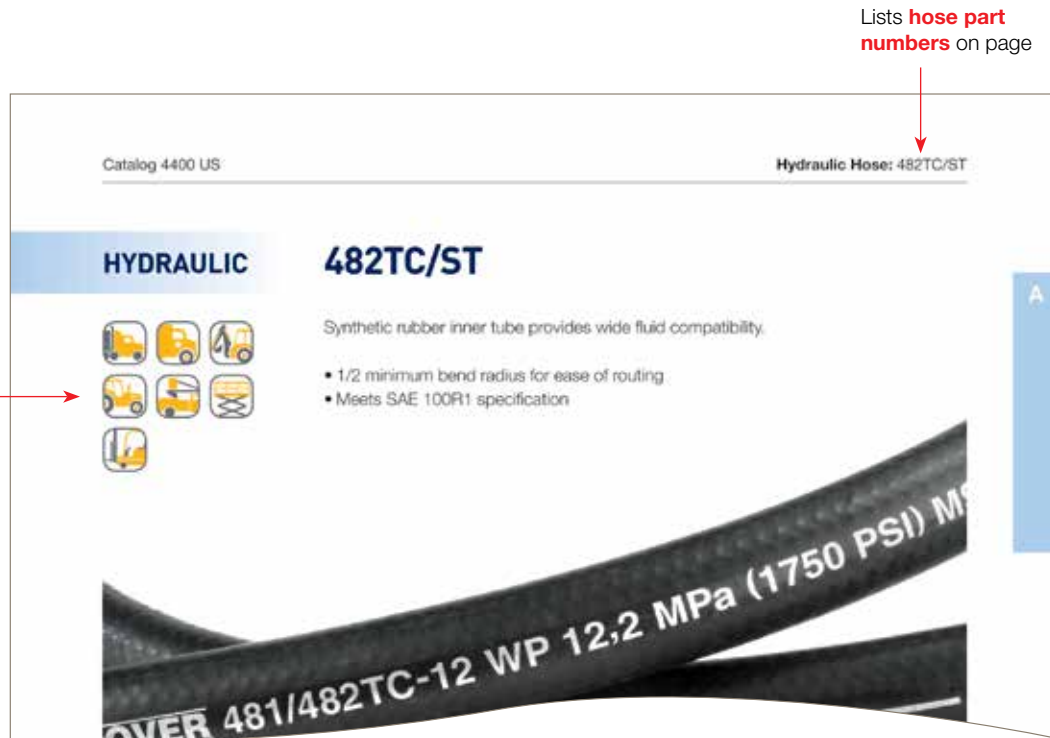 Lists hose part
numbers on page
Catalog 4400 US
Hydraulic Hose: 482TC/ST
HYDRAULIC
482TC/ST
A
Synthetic rubber inner tube provides wide fluid compatibility.
• 1/2 minimum bend radius for ease of routing
• Meets SAE 100R1 specification
OVER 481/482TC-12 WP 12,2 MPa (1750 PSI)